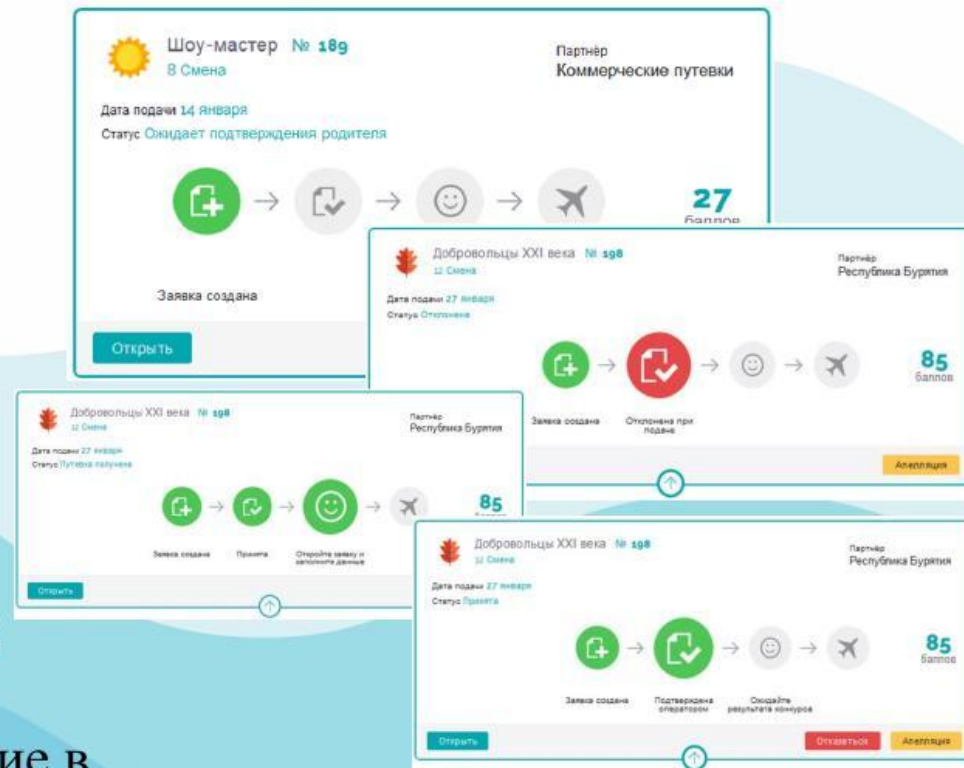 Шоу-мастер № 189
8 Смена
Партнёр
Коммерческие путевки
Дата подачи 14 января
Статус Ожидает подтверждения родителя
27
баллов
Заявка создана
Открыть
Добровольцы XXI века № 198
12 Смена
Партнёр
Республика Бурятия
Дата подачи 27 января
Статус Отклонена
85
баллов
Заявка создана
Отклонена при
подаче
Апелляция
Добровольцы XXI века № 198
12 Смена
Партнёр
Республика Бурятия
Дата подачи 27 января
Статус Путевка получена
85
Заявка создана
Принята
Откройте заявку и
заполните данные
Открыть
Добровольцы XXI века № 198
12 Смена
Партнёр
Республика Бурятия
Дата подачи 27 января
Статус Принята
85
баллов
Заявка создана
Подтверждена
оператором
Ожидайте
результата конкурса
Открыть
Отказаться
Апелляция
ие в